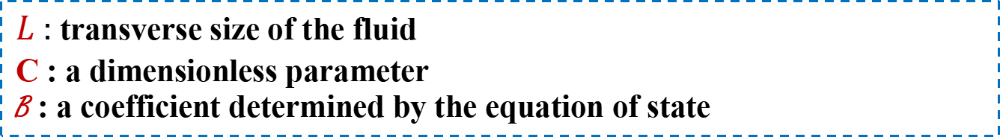 L : transverse size of the fluid
C : a dimensionless parameter
ℬ : a coefficient determined by the equation of state